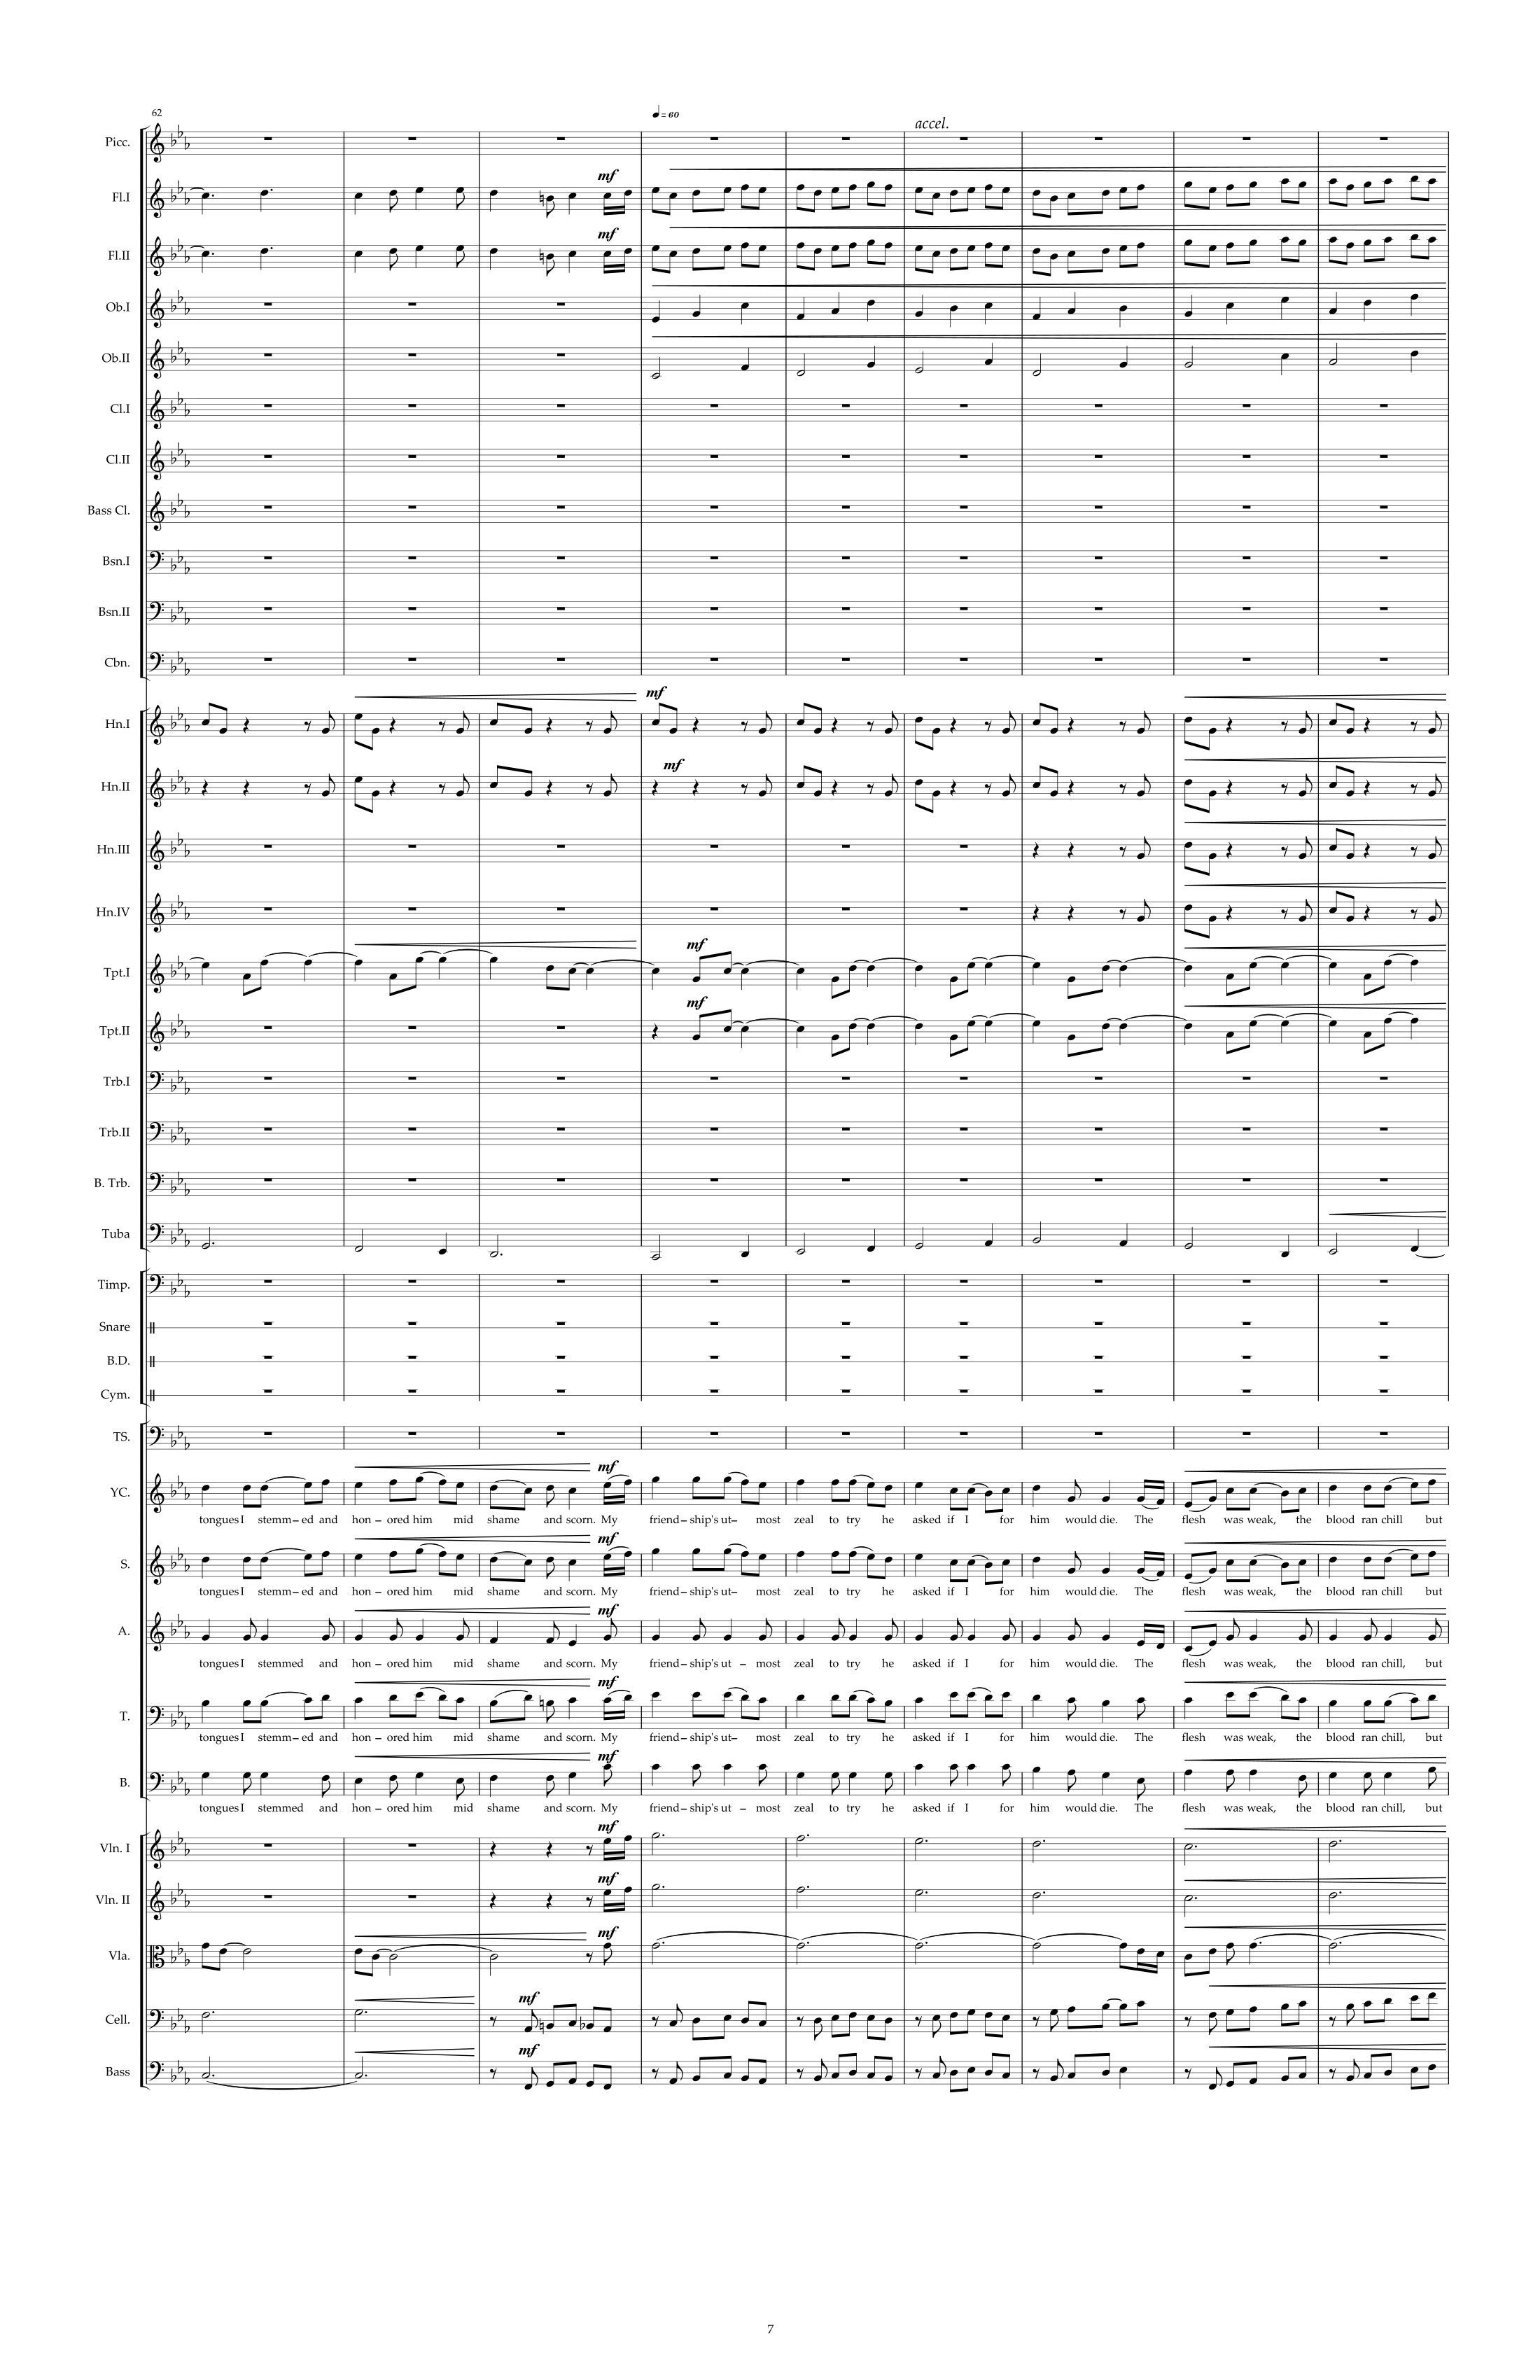 62
♩ = 60
accel.
Picc.
mf
Fl.I
mf
Fl.II
Ob.I
Ob.II
Cl.I
Cl.II
Bass Cl.
Bsn.I
Bsn.II
Cbn.
mf
Hn.I
mf
Hn.II
Hn.III
Hn.IV
mf
Tpt.I
mf
Tpt.II
Trb.I
Trb.II
B. Trb.
Tuba
Timp.
Snare
B.D.
Cym.
TS.
mf
YC.
tongues I stemm – ed and hon – ored him mid shame and scorn. My friend – ship's ut – most zeal to try he asked if I for him would die. The flesh was weak, the blood ran chill but
mf
S.
tongues I stemm – ed and hon – ored him mid shame and scorn. My friend – ship's ut – most zeal to try he asked if I for him would die. The flesh was weak, the blood ran chill but
mf
A.
tongues I stemmed and hon – ored him mid shame and scorn. My friend – ship's ut – most zeal to try he asked if I for him would die. The flesh was weak, the blood ran chill, but
mf
T.
tongues I stemm – ed and hon – ored him mid shame and scorn. My friend – ship's ut – most zeal to try he asked if I for him would die. The flesh was weak, the blood ran chill, but
mf
B.
tongues I stemmed and hon – ored him mid shame and scorn. My friend – ship's ut – most zeal to try he asked if I for him would die. The flesh was weak, the blood ran chill, but
mf
Vln. I
mf
Vln. II
mf
Vla.
mf
Cell.
mf
Bass
7